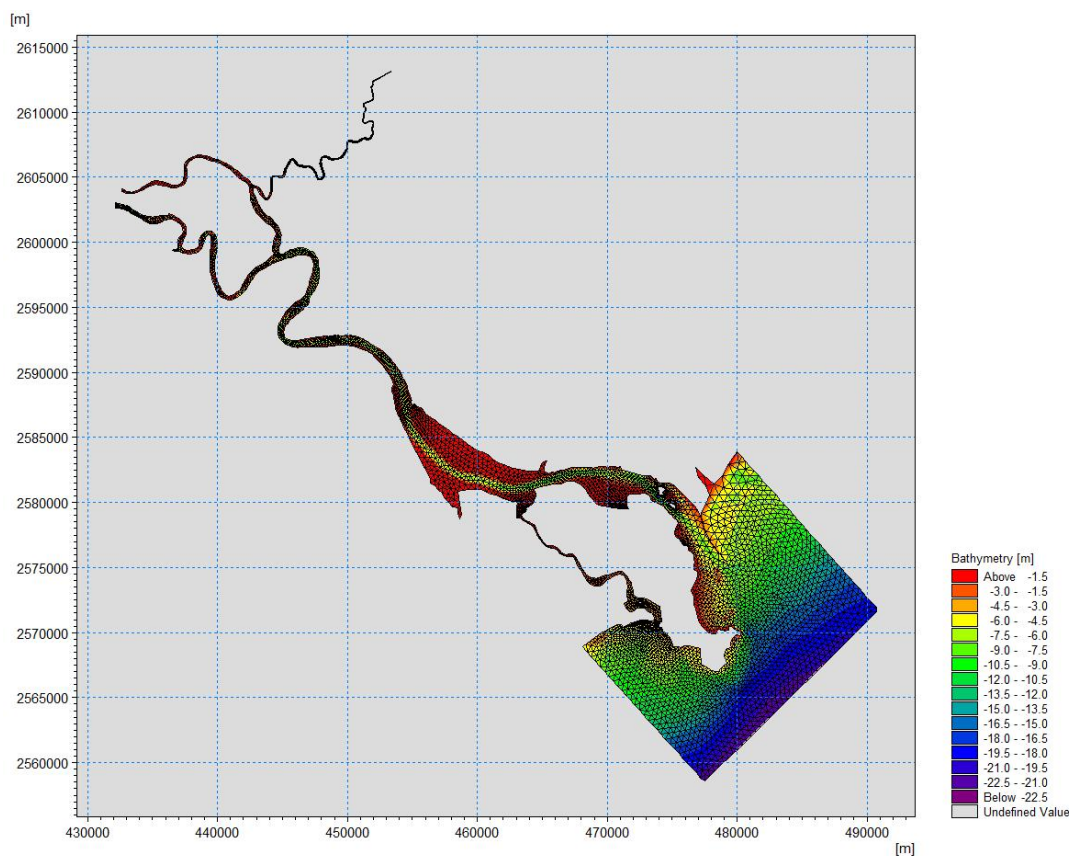 [m]
2615000
2610000
2605000
2600000
2595000
2590000
2585000
2580000
2575000
2570000
2565000
2560000
430000 440000 450000 460000 470000 480000 490000
[m]
Bathymetry [m]
Above -1.5
-3.0 - -1.5
-4.5 - -3.0
-6.0 - -4.5
-7.5 - -6.0
-9.0 - -7.5
-10.5 - -9.0
-12.0 - -10.5
-13.5 - -12.0
-15.0 - -13.5
-16.5 - -15.0
-18.0 - -16.5
-19.5 - -18.0
-21.0 - -19.5
-22.5 - -21.0
Below -22.5
Undefined Value